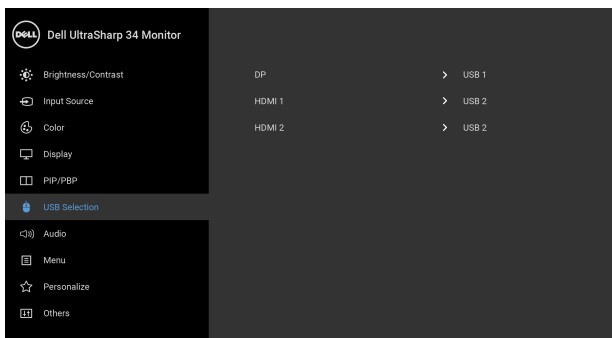 DELL Dell UltraSharp 34 Monitor
Brightness/Contrast DP USB 1
Input Source HDMI 1 USB 2
Color HDMI 2 USB 2
Display
PIP/PBP
USB Selection
Audio
Menu
Personalize
Others